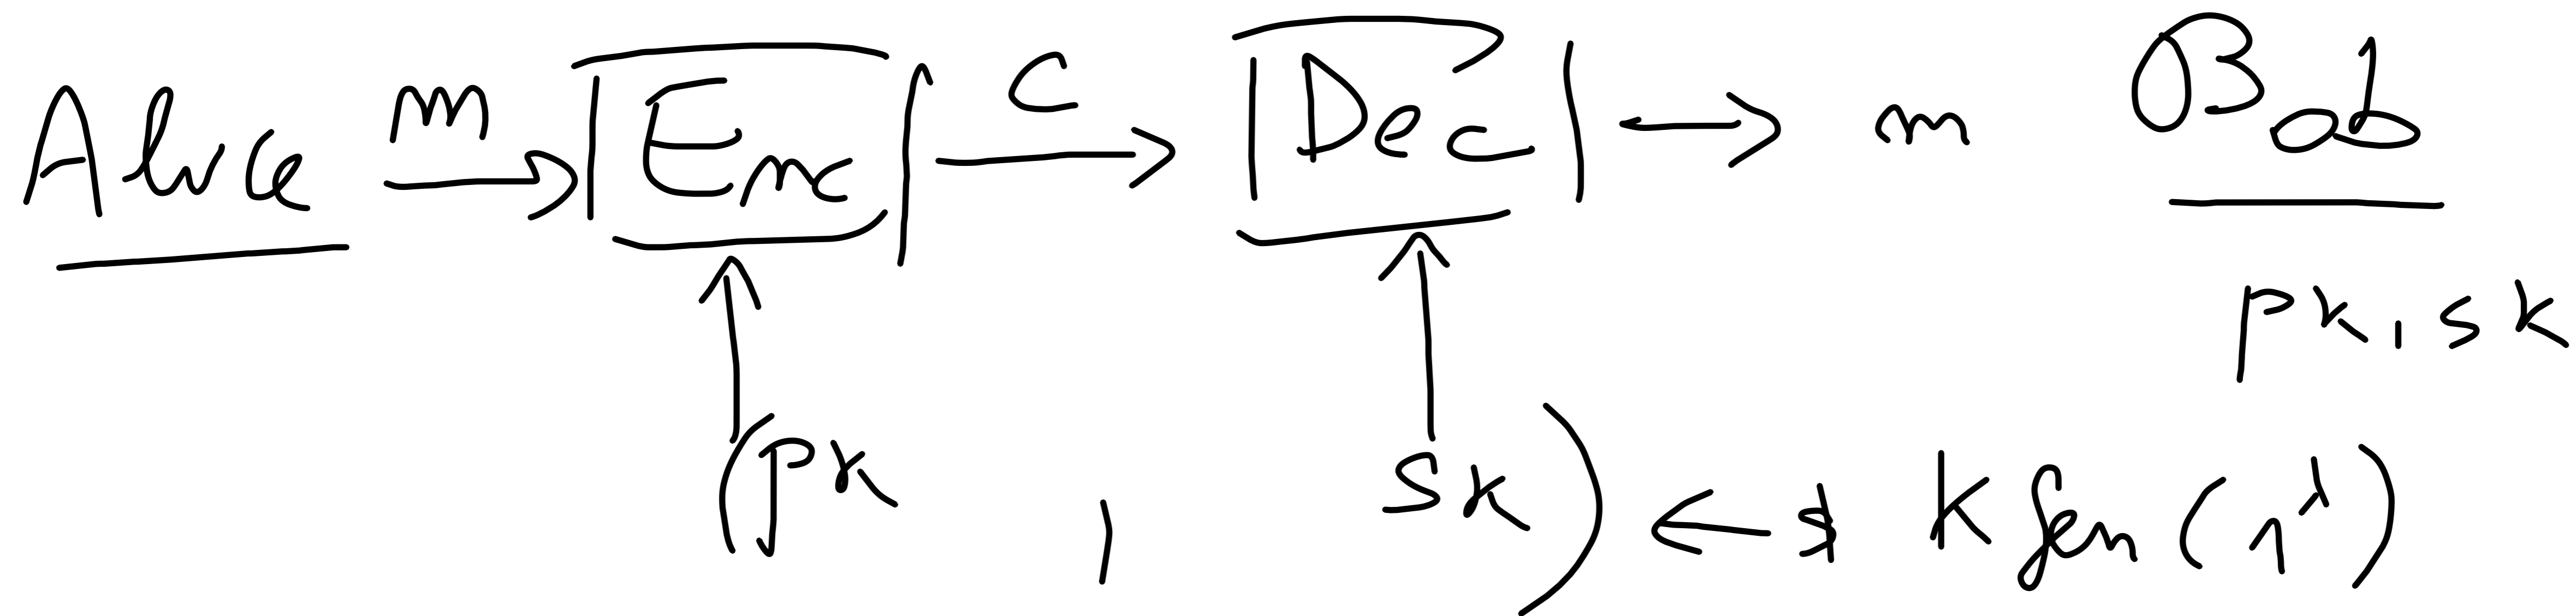 Alice m → Enc C → Dec → m Bob
pk, sk
(pk , sk) ←$ KGen(1^λ)